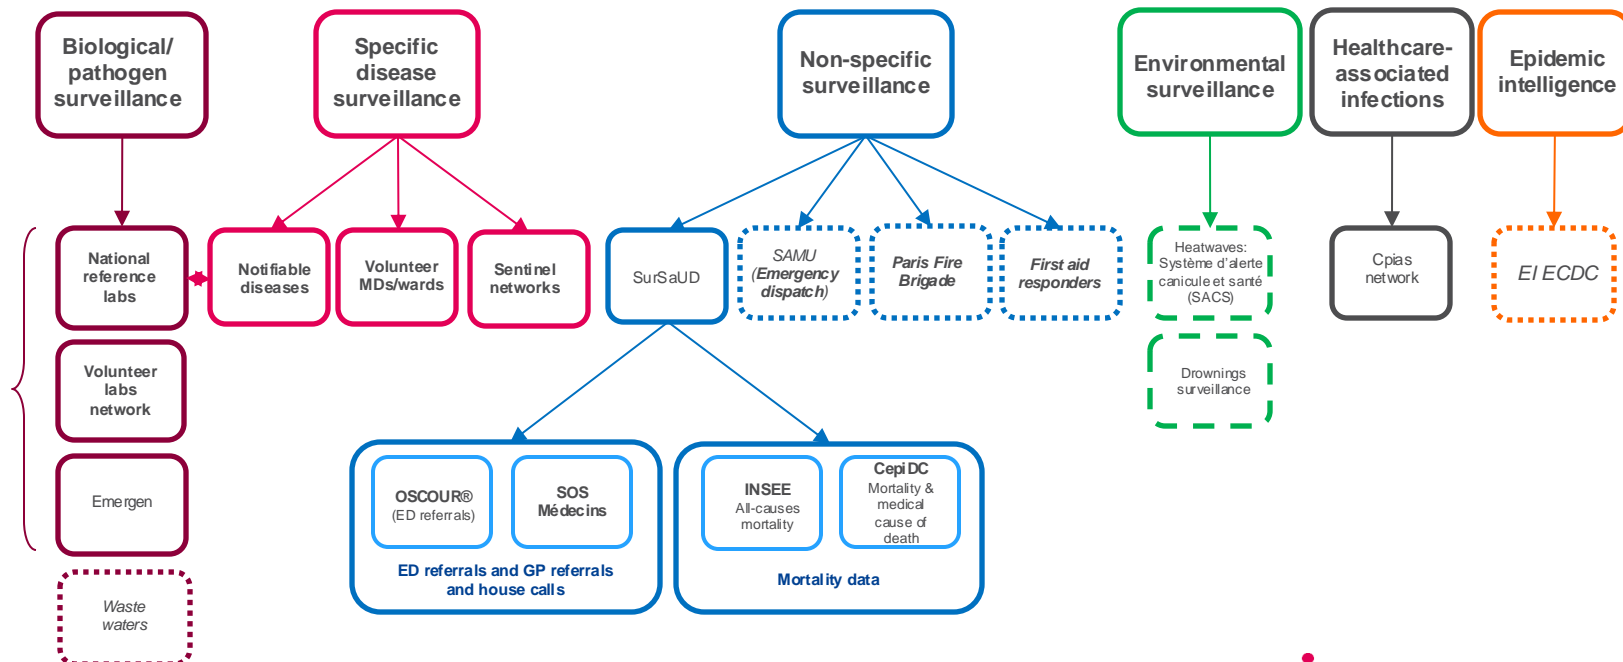 Biological/
pathogen
surveillance
Specific
disease
surveillance
Non-specific
surveillance
Environmental
surveillance
Healthcare-
associated
infections
Epidemic
intelligence
National
reference
labs
Notifiable
diseases
Volunteer
MDs/wards
Sentinel
networks
SurSaUD
SAMU
(Emergency
dispatch)
Paris Fire
Brigade
First aid
responders
Heatwaves:
Système d'alerte
canicule et santé
(SACS)
Cpias
network
EI ECDC
Volunteer
labs
network
Drownings
surveillance
Emergen
OSCOUR®
(ED referrals)
SOS
Médecins
ED referrals and GP referrals
and house calls
INSEE
All-causes
mortality
CepiDC
Mortality &
medical
cause of
death
Mortality data
Waste
waters